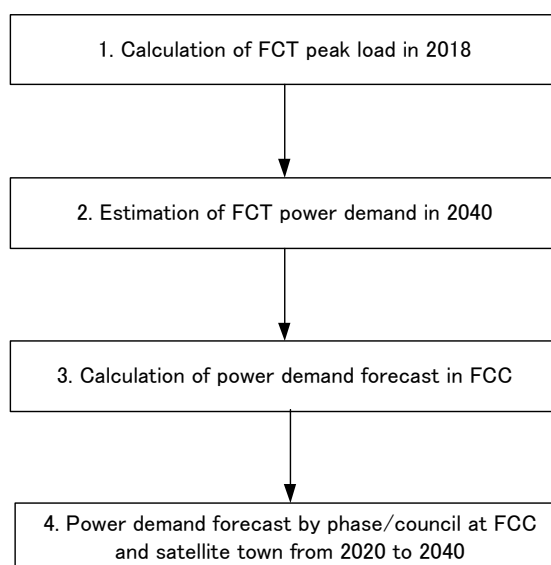 1. Calculation of FCT peak load in 2018
2. Estimation of FCT power demand in 2040
3. Calculation of power demand forecast in FCC
4. Power demand forecast by phase/council at FCC
and satellite town from 2020 to 2040